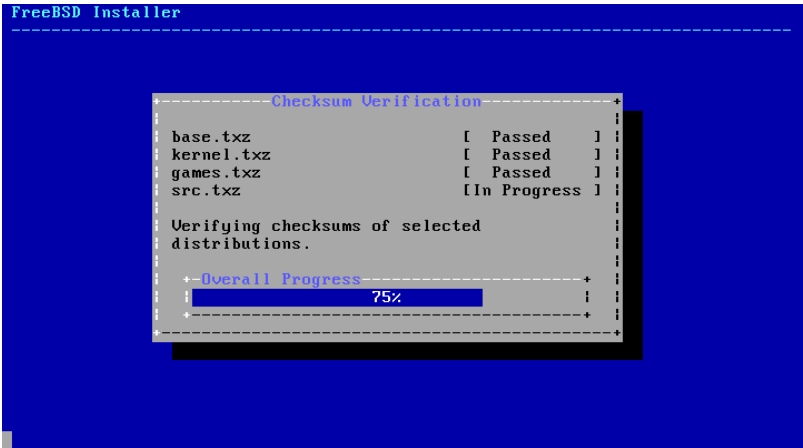 FreeBSD Installer
Checksum Verification
base.txz [ Passed ]
kernel.txz [ Passed ]
games.txz [ Passed ]
src.txz [In Progress ]
Verifying checksums of selected
distributions.
Overall Progress
75%